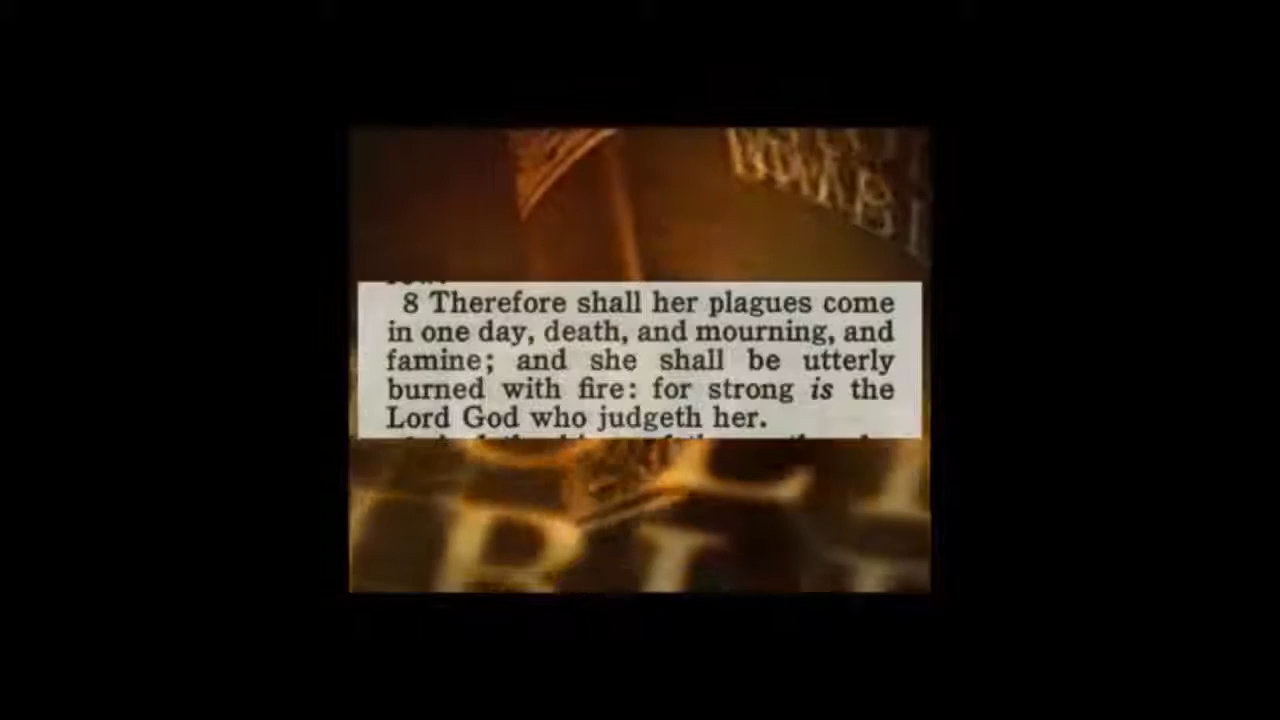 8 Therefore shall her plagues come
in one day, death, and mourning, and
famine; and she shall be utterly
burned with fire: for strong is the
Lord God who judgeth her.